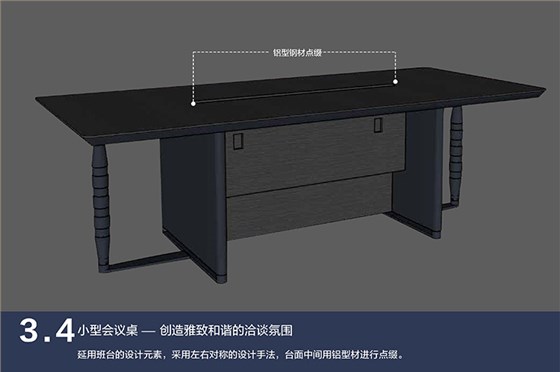 铝型钢材点缀
3.4 小型会议桌 — 创造雅致和谐的洽谈氛围
延用班台的设计元素，采用左右对称的设计手法，台面中间用铝型材进行点缀。